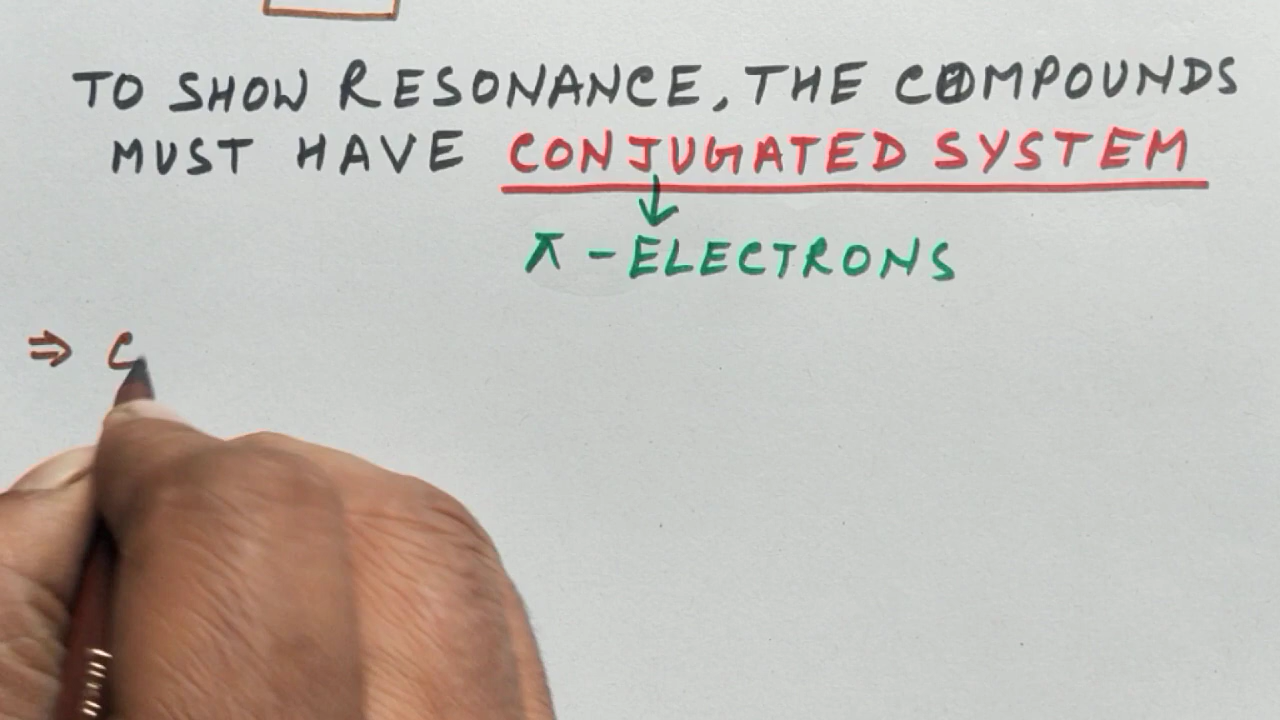 TO SHOW RESONANCE, THE COMPOUNDS
MUST HAVE CONJUGATED SYSTEM
↓
π - ELECTRONS
⇒ C